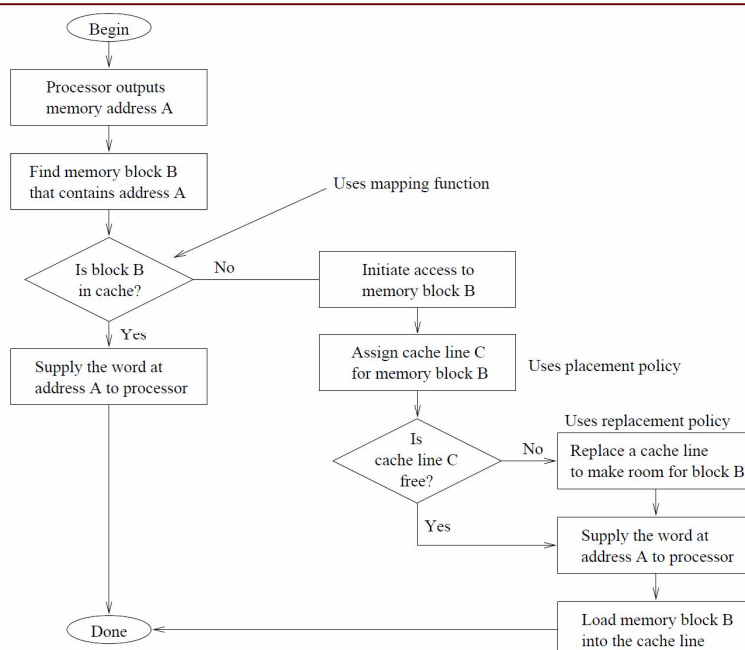 Begin
Processor outputs
memory address A
Find memory block B
that contains address A
Uses mapping function
Is block B
in cache?
No
Initiate access to
memory block B
Yes
Supply the word at
address A to processor
Assign cache line C
for memory block B
Uses placement policy
Uses replacement policy
Is
cache line C
free?
No
Replace a cache line
to make room for block B
Yes
Supply the word at
address A to processor
Load memory block B
into the cache line
Done